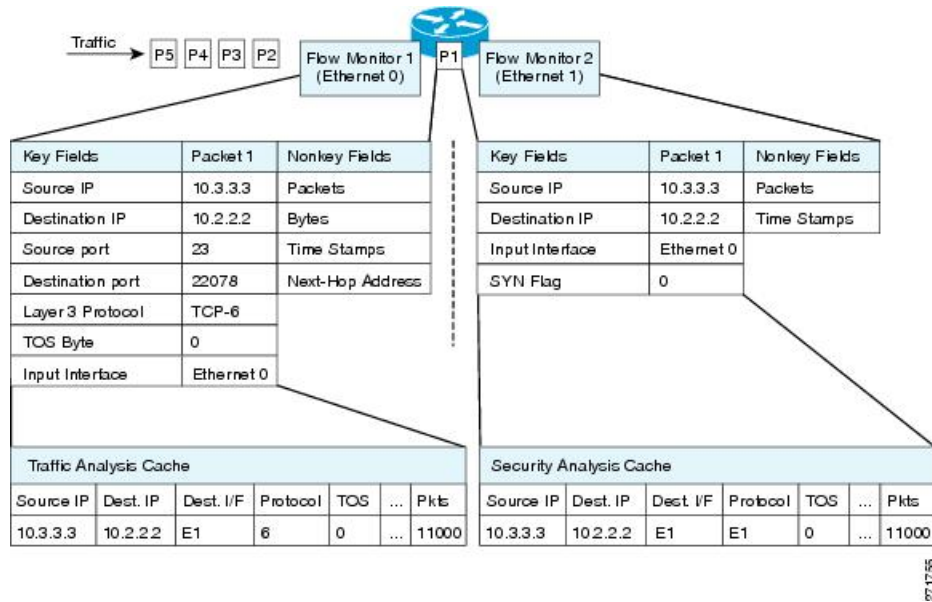 Traffic
P5 P4 P3 P2
Flow Monitor 1
(Ethernet 0)
P1
Flow Monitor 2
(Ethernet 1)
Key Fields Packet 1 Nonkey Fields
Source IP 10.3.3.3 Packets
Destination IP 10.2.2.2 Bytes
Source port 23 Time Stamps
Destination port 22078 Next-Hop Address
Layer 3 Protocol TCP-6
TOS Byte 0
Input Interface Ethernet 0
Key Fields Packet 1 Nonkey Fields
Source IP 10.3.3.3 Packets
Destination IP 10.2.2.2 Time Stamps
Input Interface Ethernet 0
SYN Flag 0
Traffic Analysis Cache
Source IP Dest. IP Dest. I/F Protocol TOS ... Pkts
10.3.3.3 10.2.2.2 E1 6 0 ... 11000
Security Analysis Cache
Source IP Dest. IP Dest. I/F Protocol TOS ... Pkts
10.3.3.3 10.2.2.2 E1 E1 0 ... 11000
271755